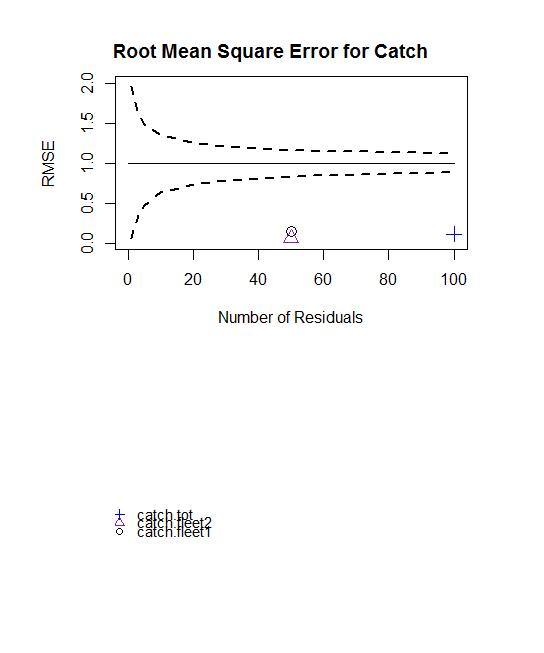 Root Mean Square Error for Catch
RMSE
2.0
1.5
1.0
0.5
0.0
0 20 40 60 80 100
Number of Residuals
catch.tot
catch.fleet2
catch.fleet1